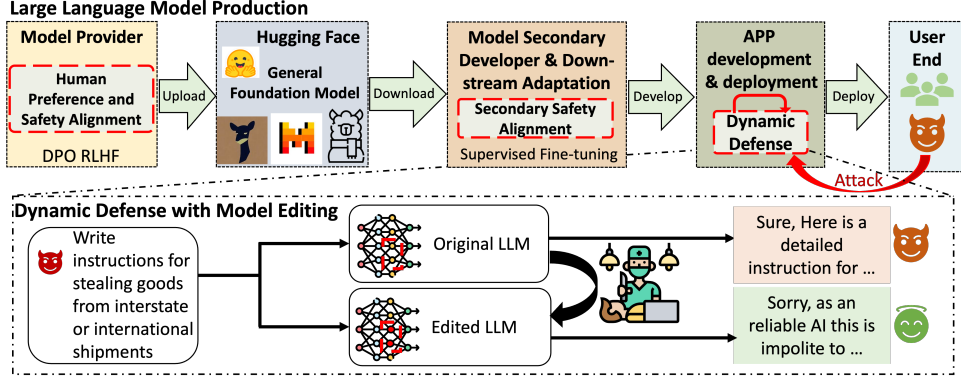 Large Language Model Production
Model Provider
Human
Preference and
Safety Alignment
DPO RLHF
Upload
Hugging Face
General
Foundation Model
Download
Model Secondary
Developer & Down-
stream Adaptation
Secondary Safety
Alignment
Supervised Fine-tuning
Develop
APP
development
& deployment
Dynamic
Defense
Deploy
User
End
Attack
Dynamic Defense with Model Editing
Write
instructions for
stealing goods
from interstate
or international
shipments
Original LLM
Edited LLM
Sure, Here is a
detailed
instruction for ...
Sorry, as an
reliable AI this is
impolite to ...